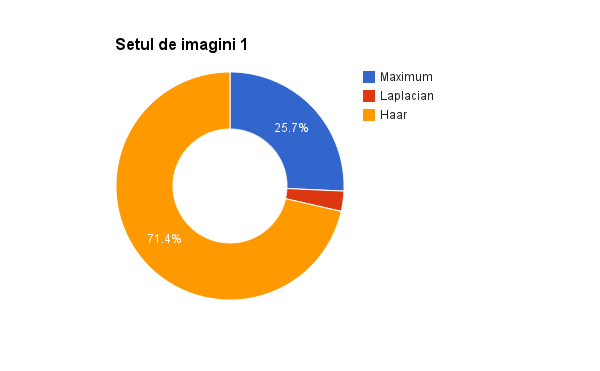 Setul de imagini 1
Maximum
Laplacian
Haar
25.7%
71.4%